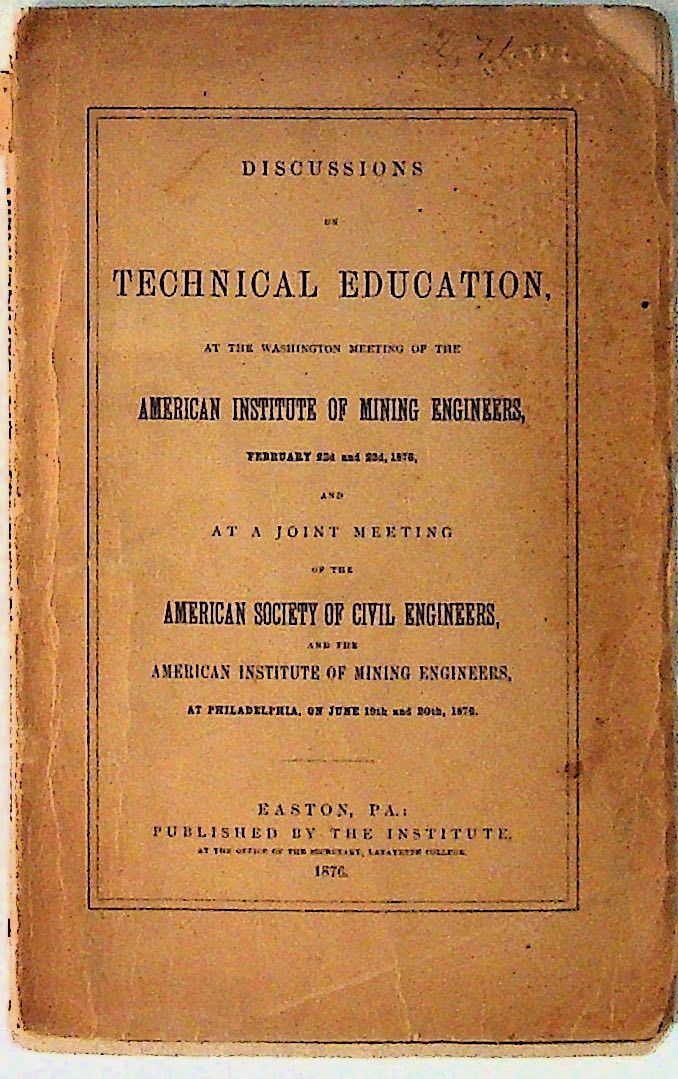 DISCUSSIONS
ON
TECHNICAL EDUCATION,
AT THE WASHINGTON MEETING OF THE
AMERICAN INSTITUTE OF MINING ENGINEERS,
FEBRUARY 22d and 23d, 1876,
AND
AT A JOINT MEETING
OF THE
AMERICAN SOCIETY OF CIVIL ENGINEERS,
AND THE
AMERICAN INSTITUTE OF MINING ENGINEERS,
AT PHILADELPHIA, ON JUNE 19th and 20th, 1876.
EASTON, PA.:
PUBLISHED BY THE INSTITUTE,
AT THE OFFICE OF THE SECRETARY, LAFAYETTE COLLEGE.
1876.